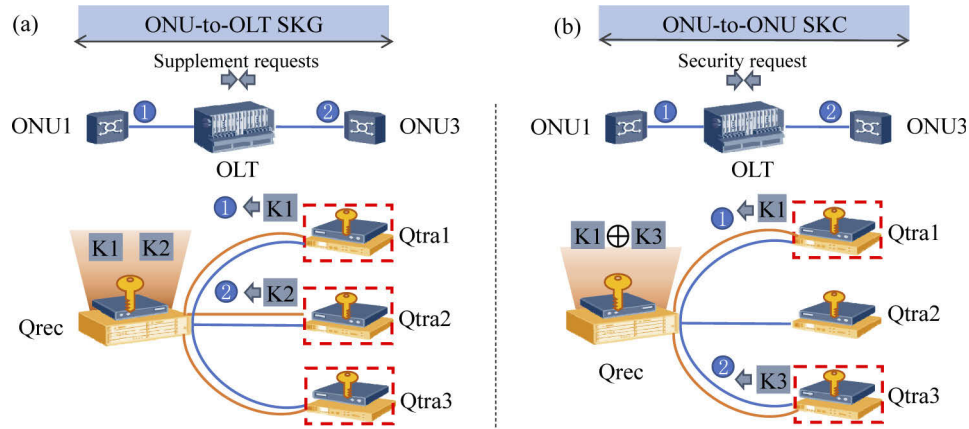 (a)
ONU-to-OLT SKG
Supplement requests
1
2
ONU1
ONU3
OLT
1
K1
Qtra1
K1
K2
2
K2
Qtra2
Qrec
Qtra3
(b)
ONU-to-ONU SKC
Security request
1
2
ONU1
ONU3
OLT
1
K1
Qtra1
K1 ⊕ K3
Qtra2
Qrec
2
K3
Qtra3